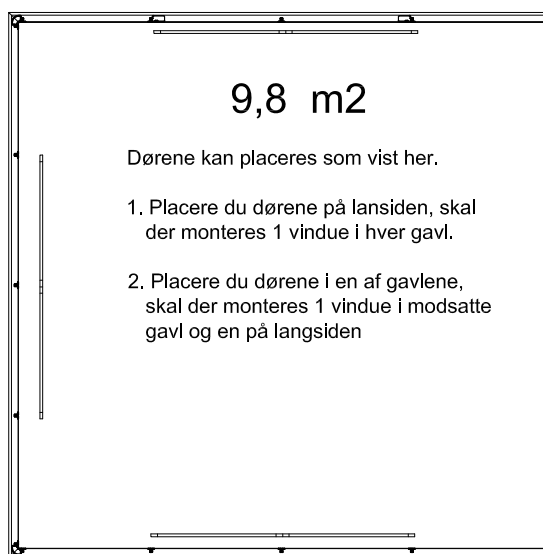 9,8 m2
Dørene kan placeres som vist her.
1. Placere du dørene på lansiden, skal
der monteres 1 vindue i hver gavl.
2. Placere du dørene i en af gavlene,
skal der monteres 1 vindue i modsatte
gavl og en på langsiden